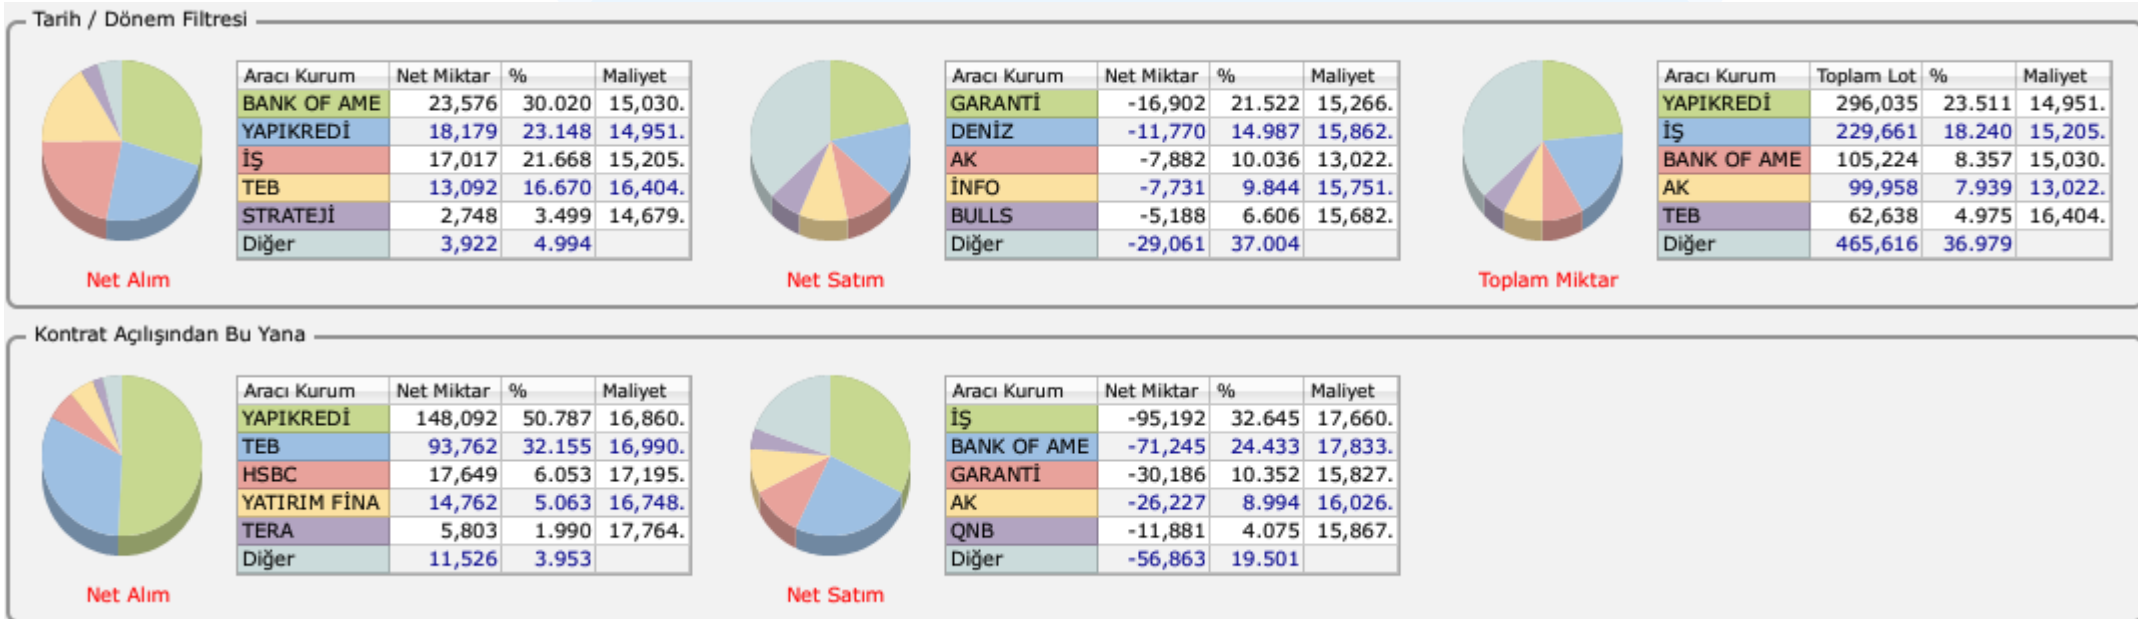 Tarih / Dönem Filtresi
Aracı Kurum Net Miktar % Maliyet
BANK OF AME 23,576 30.020 15,030.
YAPIKREDİ 18,179 23.148 14,951.
İŞ 17,017 21.668 15,205.
TEB 13,092 16.670 16,404.
STRATEJİ 2,748 3.499 14,679.
Diğer 3,922 4.994
Net Alım
Aracı Kurum Net Miktar % Maliyet
GARANTİ -16,902 21.522 15,266.
DENİZ -11,770 14.987 15,862.
AK -7,882 10.036 13,022.
İNFO -7,731 9.844 15,751.
BULLS -5,188 6.606 15,682.
Diğer -29,061 37.004
Net Satım
Aracı Kurum Toplam Lot % Maliyet
YAPIKREDİ 296,035 23.511 14,951.
İŞ 229,661 18.240 15,205.
BANK OF AME 105,224 8.357 15,030.
AK 99,958 7.939 13,022.
TEB 62,638 4.975 16,404.
Diğer 465,616 36.979
Toplam Miktar
Kontrat Açılışından Bu Yana
Aracı Kurum Net Miktar % Maliyet
YAPIKREDİ 148,092 50.787 16,860.
TEB 93,762 32.155 16,990.
HSBC 17,649 6.053 17,195.
YATIRIM FİNA 14,762 5.063 16,748.
TERA 5,803 1.990 17,764.
Diğer 11,526 3.953
Net Alım
Aracı Kurum Net Miktar % Maliyet
İŞ -95,192 32.645 17,660.
BANK OF AME -71,245 24.433 17,833.
GARANTİ -30,186 10.352 15,827.
AK -26,227 8.994 16,026.
QNB -11,881 4.075 15,867.
Diğer -56,863 19.501
Net Satım